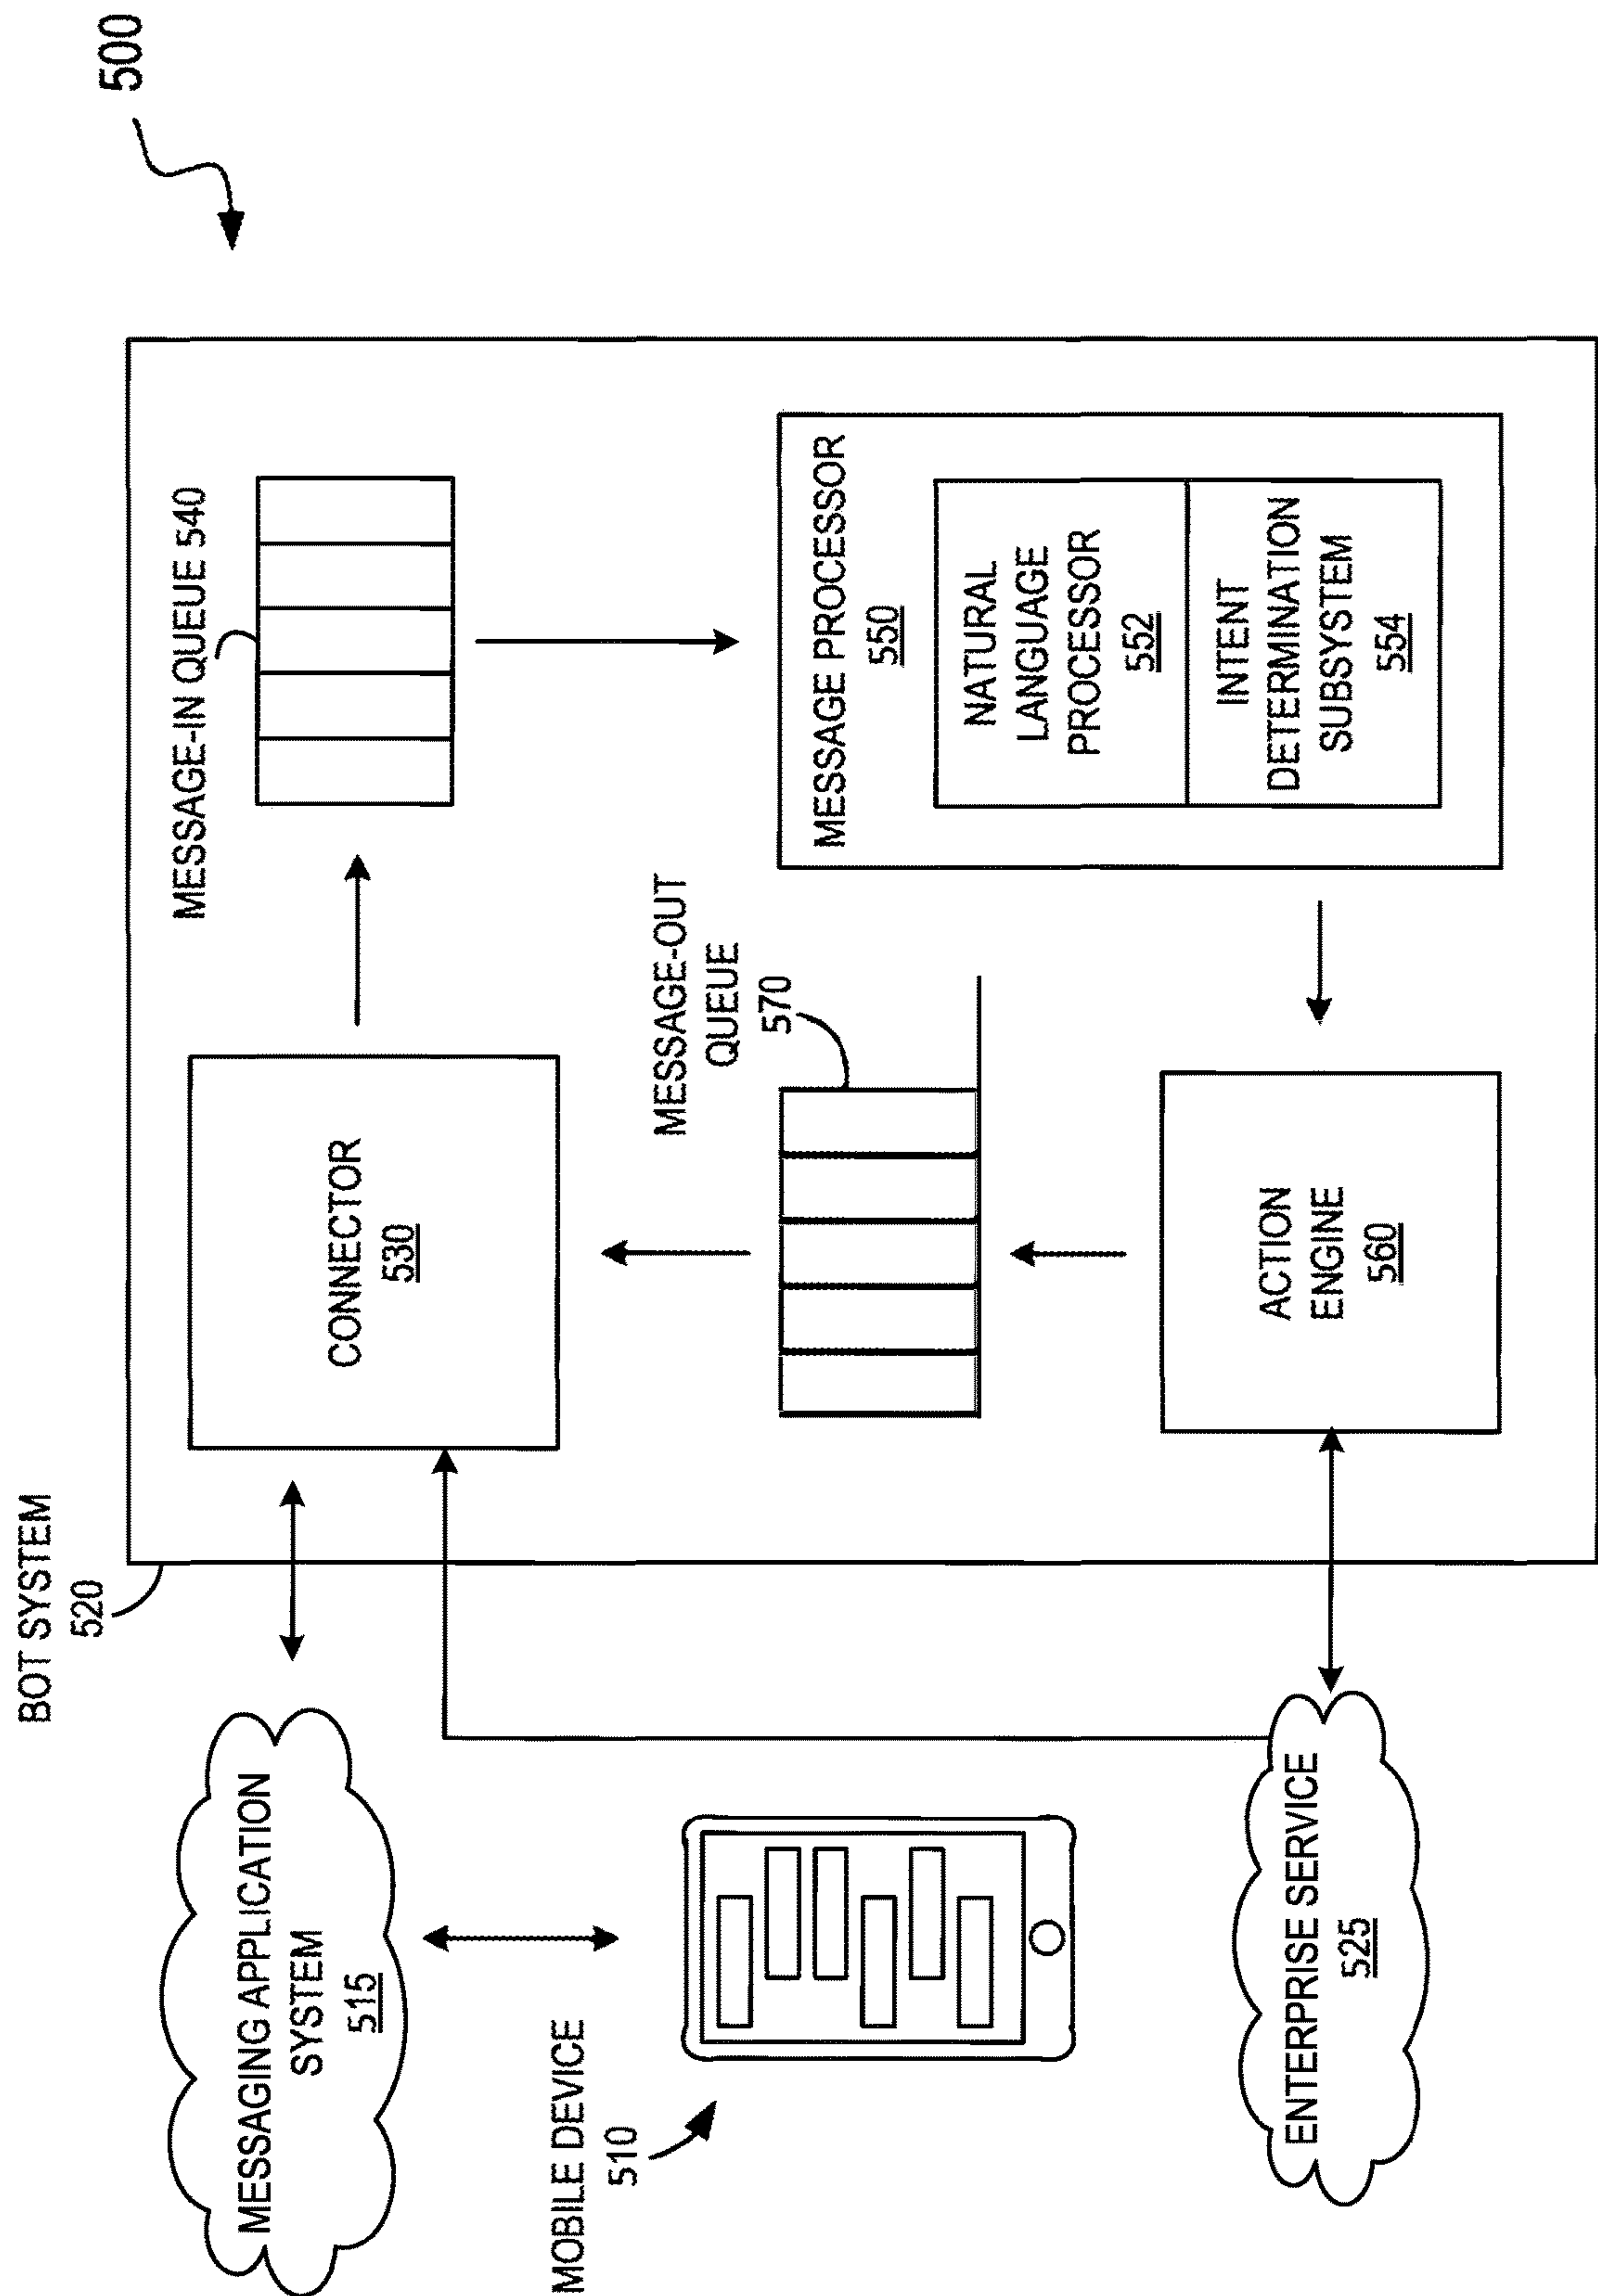 500
BOT SYSTEM
520
MESSAGING APPLICATION
SYSTEM
515
MOBILE DEVICE
510
ENTERPRISE SERVICE
525
CONNECTOR
530
MESSAGE-IN QUEUE 540
MESSAGE-OUT
QUEUE
570
MESSAGE PROCESSOR
550
NATURAL
LANGUAGE
PROCESSOR
552
INTENT
DETERMINATION
SUBSYSTEM
554
ACTION
ENGINE
560